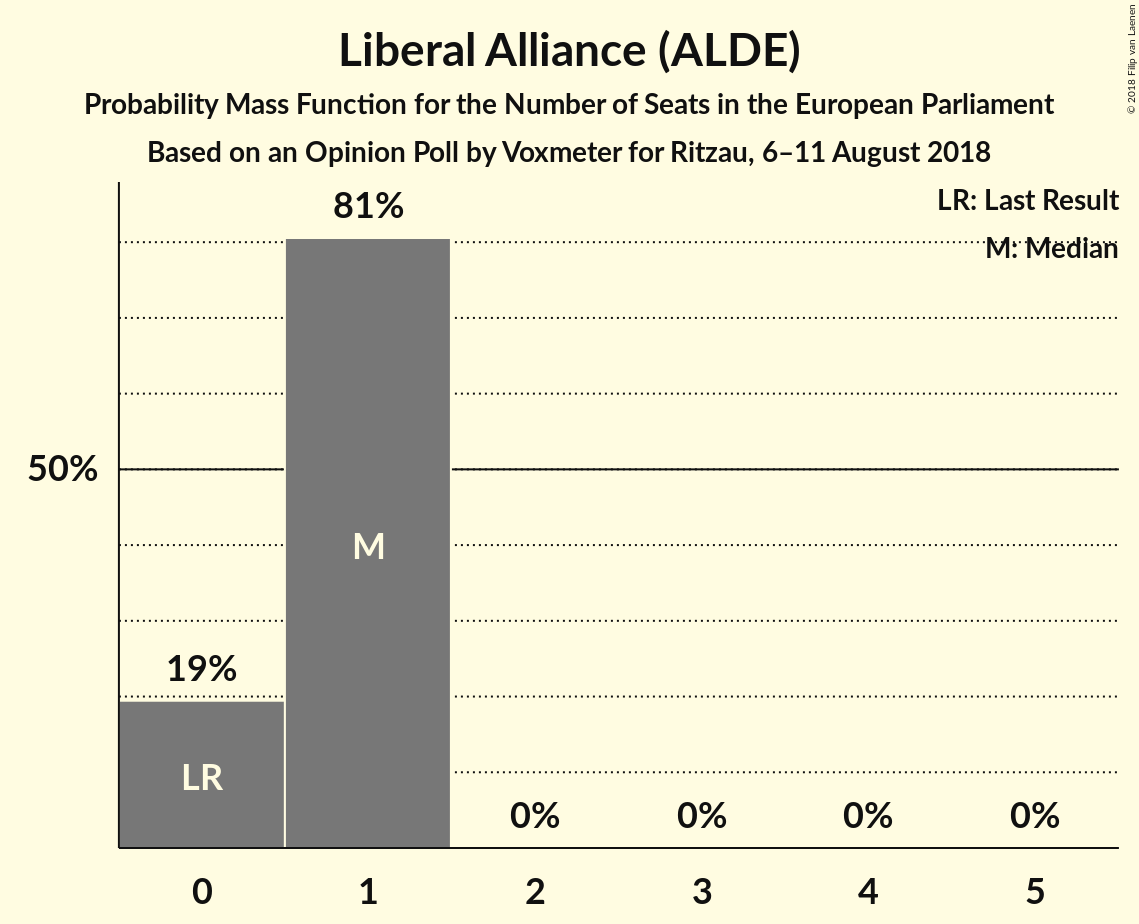 Liberal Alliance (ALDE)
Probability Mass Function for the Number of Seats in the European Parliament
Based on an Opinion Poll by Voxmeter for Ritzau, 6–11 August 2018
© 2018 Filip van Laenen
LR: Last Result
M: Median
81%
50%
M
19%
LR
0% 0% 0% 0%
0 1 2 3 4 5